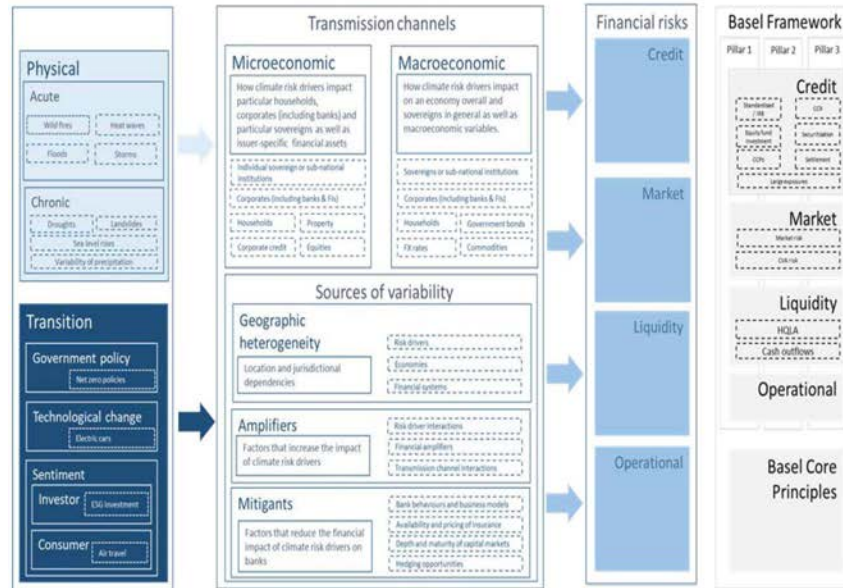 Physical
Acute
Wild fires
Heat waves
Floods
Storms
Chronic
Droughts
Landslides
Sea level rises
Variability of precipitation
Transition
Government policy
Net zero policies
Technological change
Electric cars
Sentiment
Investor
ESG investment
Consumer
Air travel
Transmission channels
Microeconomic
How climate risk drivers impact
particular households,
corporates (including banks) and
particular sovereigns as well as
issuer-specific financial assets
Individual sovereign or sub-national
institutions
Corporates (including banks & FIs)
Households
Property
Corporate credit
Equities
Macroeconomic
How climate risk drivers impact
on an economy overall and
sovereigns in general as well as
macroeconomic variables.
Sovereigns or sub-national institutions
Corporates (including banks & FIs)
Households
Government bonds
FX rates
Commodities
Sources of variability
Geographic
heterogeneity
Location and jurisdictional
dependencies
Risk drivers
Economies
Financial systems
Amplifiers
Factors that increase the impact
of climate risk drivers
Risk driver interactions
Financial amplifiers
Transmission channel interactions
Mitigants
Factors that reduce the financial
impact of climate risk drivers on
banks
Bank behaviours and business models
Availability and pricing of insurance
Depth and maturity of capital markets
Hedging opportunities
Financial risks
Credit
Market
Liquidity
Operational
Basel Framework
Pillar 1
Pillar 2
Pillar 3
Credit
Standardised
/ IRB
CCR
Equity fund
investment
Securitisation
CCPs
Settlement
Large exposures
Market
Market risk
CVA risk
Liquidity
HQLA
Cash outflows
Operational
Basel Core
Principles